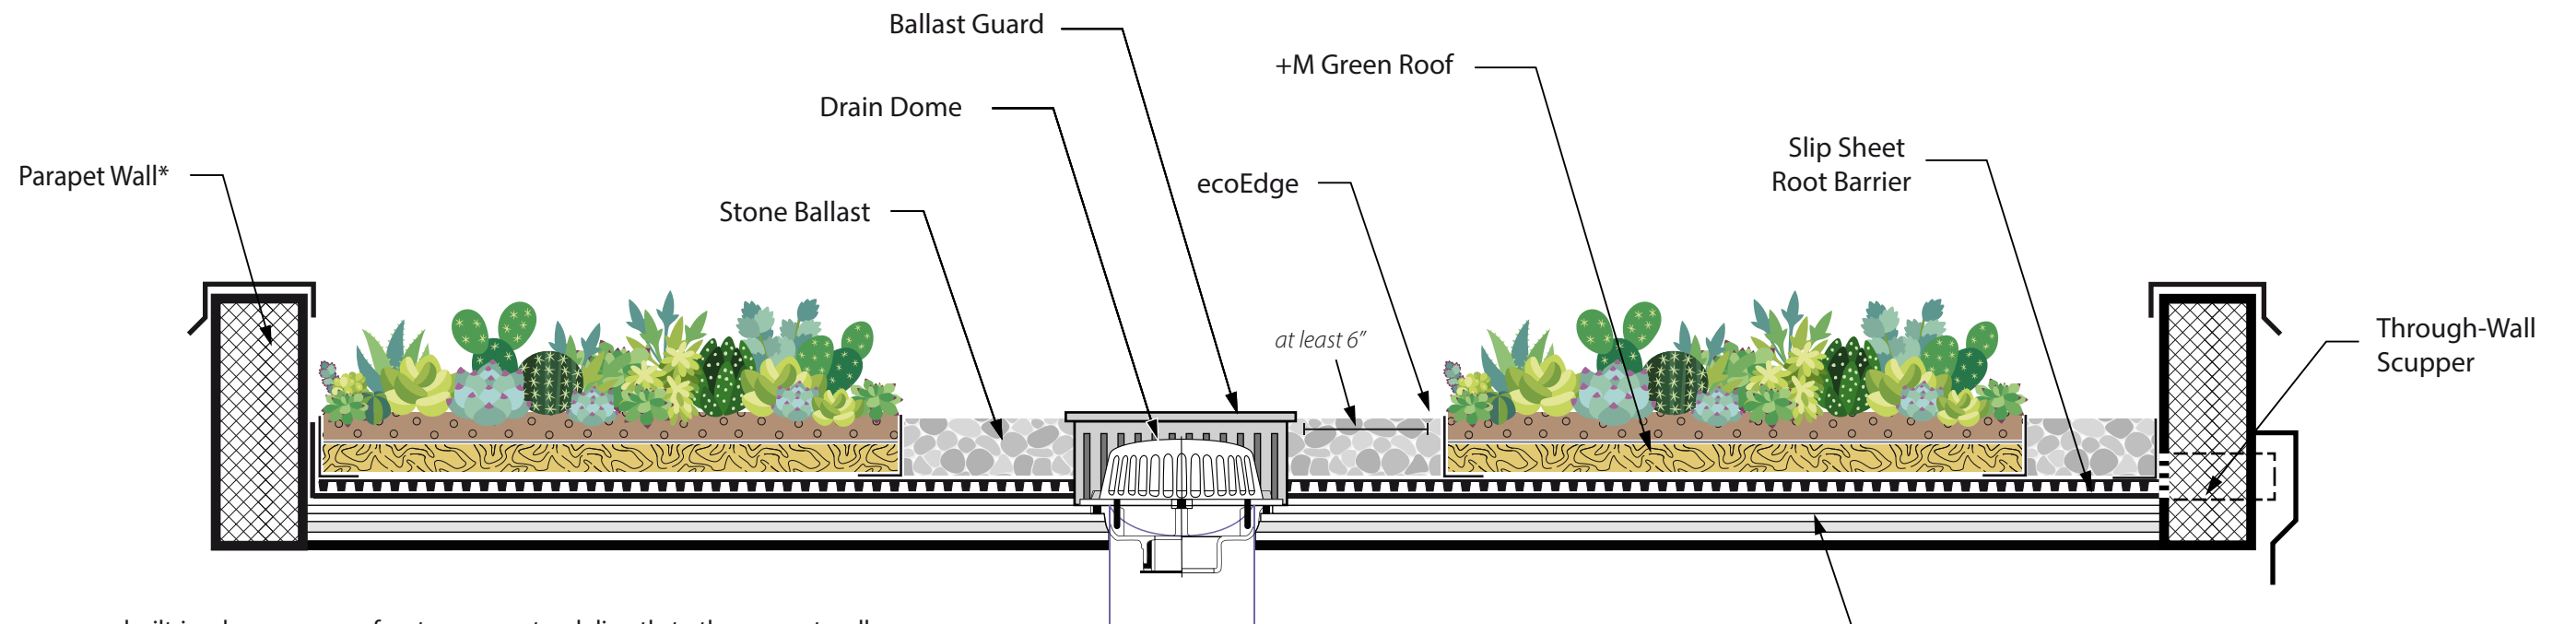 Ballast Guard
+M Green Roof
Drain Dome
Slip Sheet
Root Barrier
Parapet Wall*
ecoEdge
Stone Ballast
at least 6”
Through-Wall
Scupper